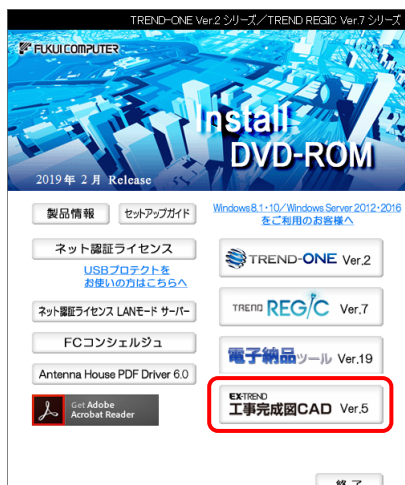 TREND-ONE Ver.2 シリーズ／TREND REGIC Ver.7 シリーズ
FUKUI COMPUTER
Install
DVD-ROM
2019年 2月 Release
製品情報
セットアップガイド
Windows8.1・10／Windows Server 2012・2016
をご利用のお客様へ
ネット認証ライセンス
USBプロテクトを
お使いの方はこちらへ
ネット認証ライセンス LANモード サーバー
FCコンシェルジュ
Antenna House PDF Driver 6.0
Get Adobe
Acrobat Reader
TREND-ONE Ver.2
TREND REGIC Ver.7
電子納品ツール Ver.19
EX-TREND
工事完成図CAD Ver.5
終了